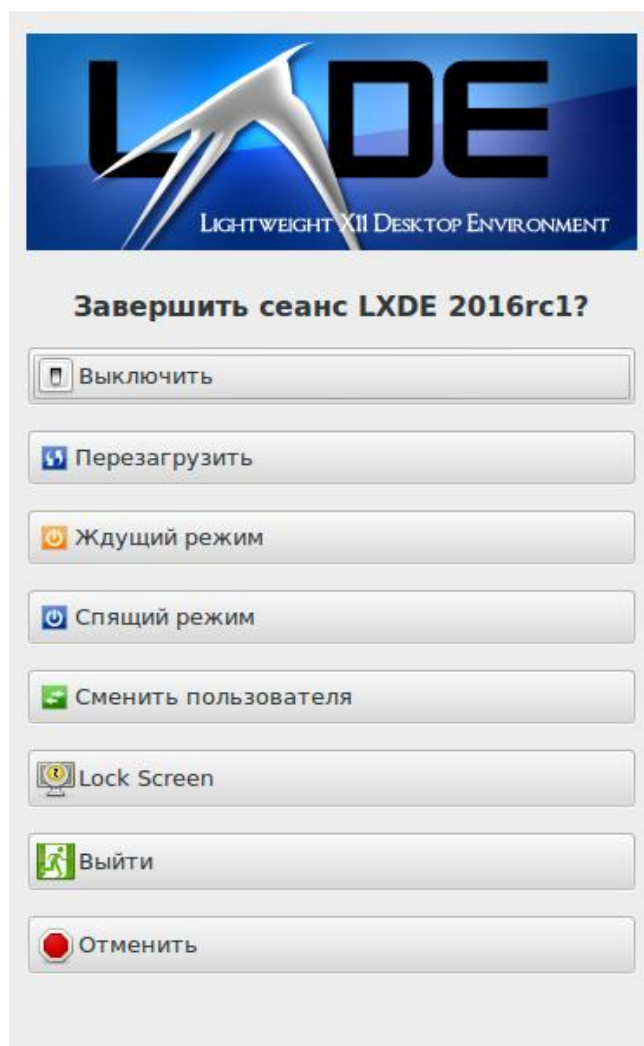 LXDE
LIGHTWEIGHT X11 DESKTOP ENVIRONMENT
Завершить сеанс LXDE 2016rc1?
Выключить
Перезагрузить
Ждущий режим
Спящий режим
Сменить пользователя
Lock Screen
Выйти
Отменить